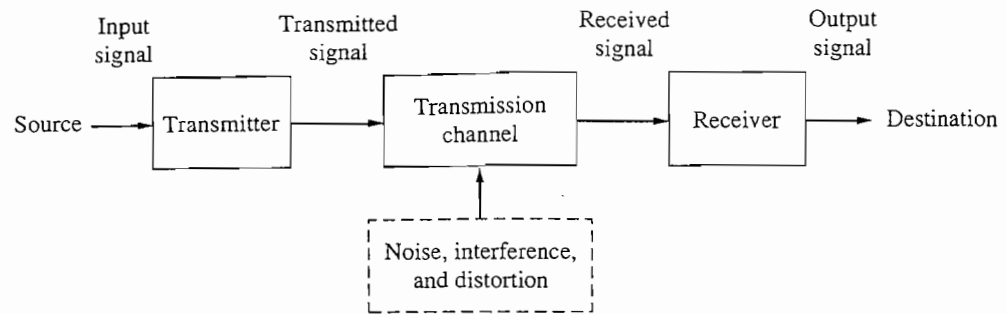 Input
signal
Transmitted
signal
Received
signal
Output
signal
Source
Transmitter
Transmission
channel
Receiver
Destination
Noise, interference,
and distortion